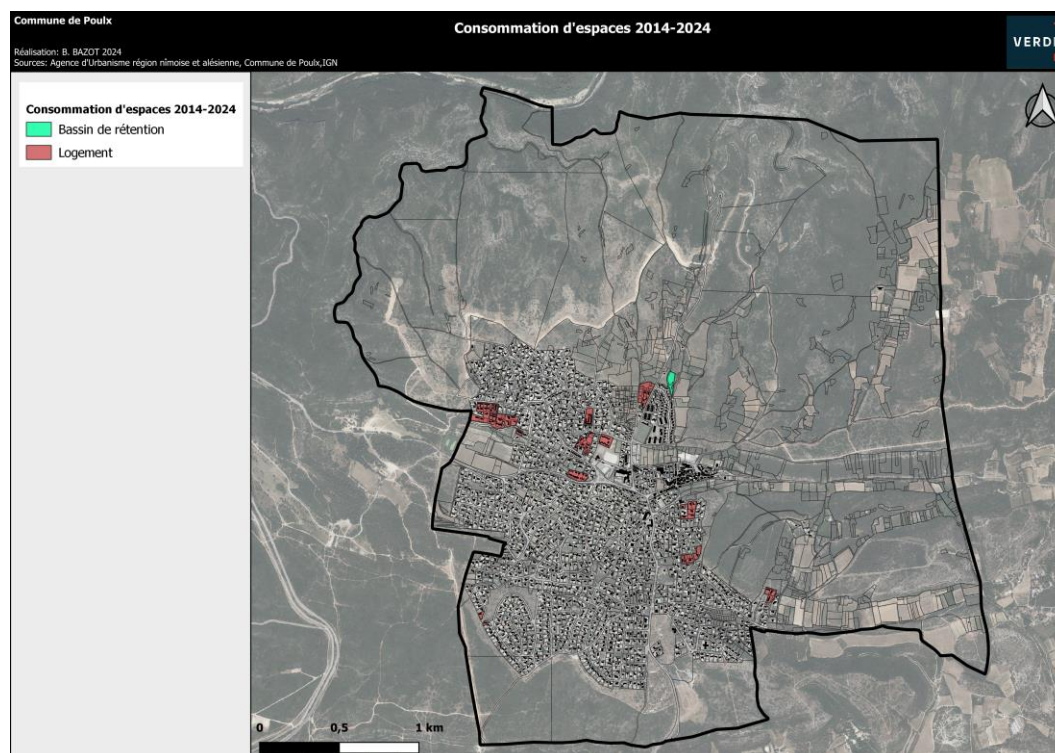 Commune de Poulx
Consommation d'espaces 2014-2024
Réalisation: B. BAZOT 2024
Sources: Agence d'Urbanisme région nîmoise et alésienne, Commune de Poulx,IGN
VERD
Consommation d'espaces 2014-2024
Bassin de rétention
Logement
0 0,5 1 km